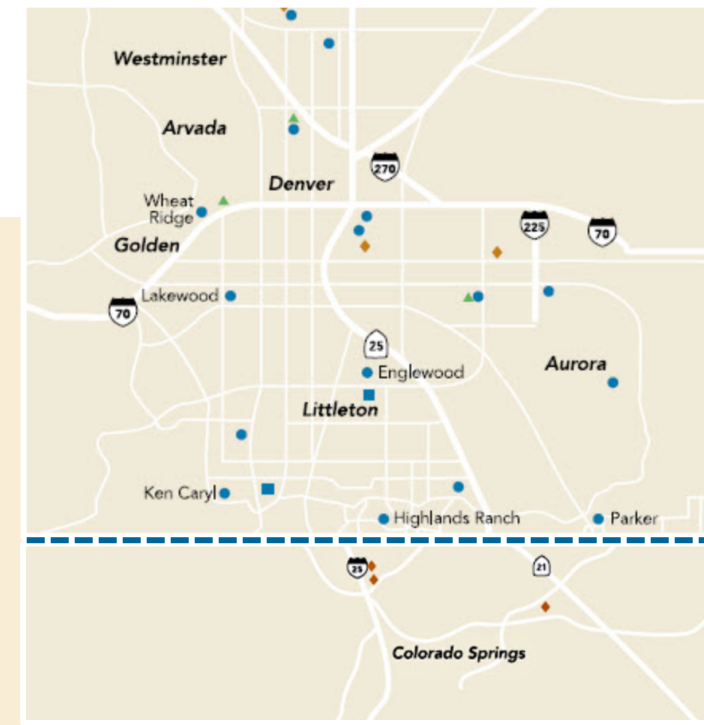 Westminster
Arvada
270
Denver
Wheat
Ridge
225
70
Golden
Lakewood
70
25
Aurora
Englewood
Littleton
Ken Caryl
Highlands Ranch
Parker
25
21
Colorado Springs